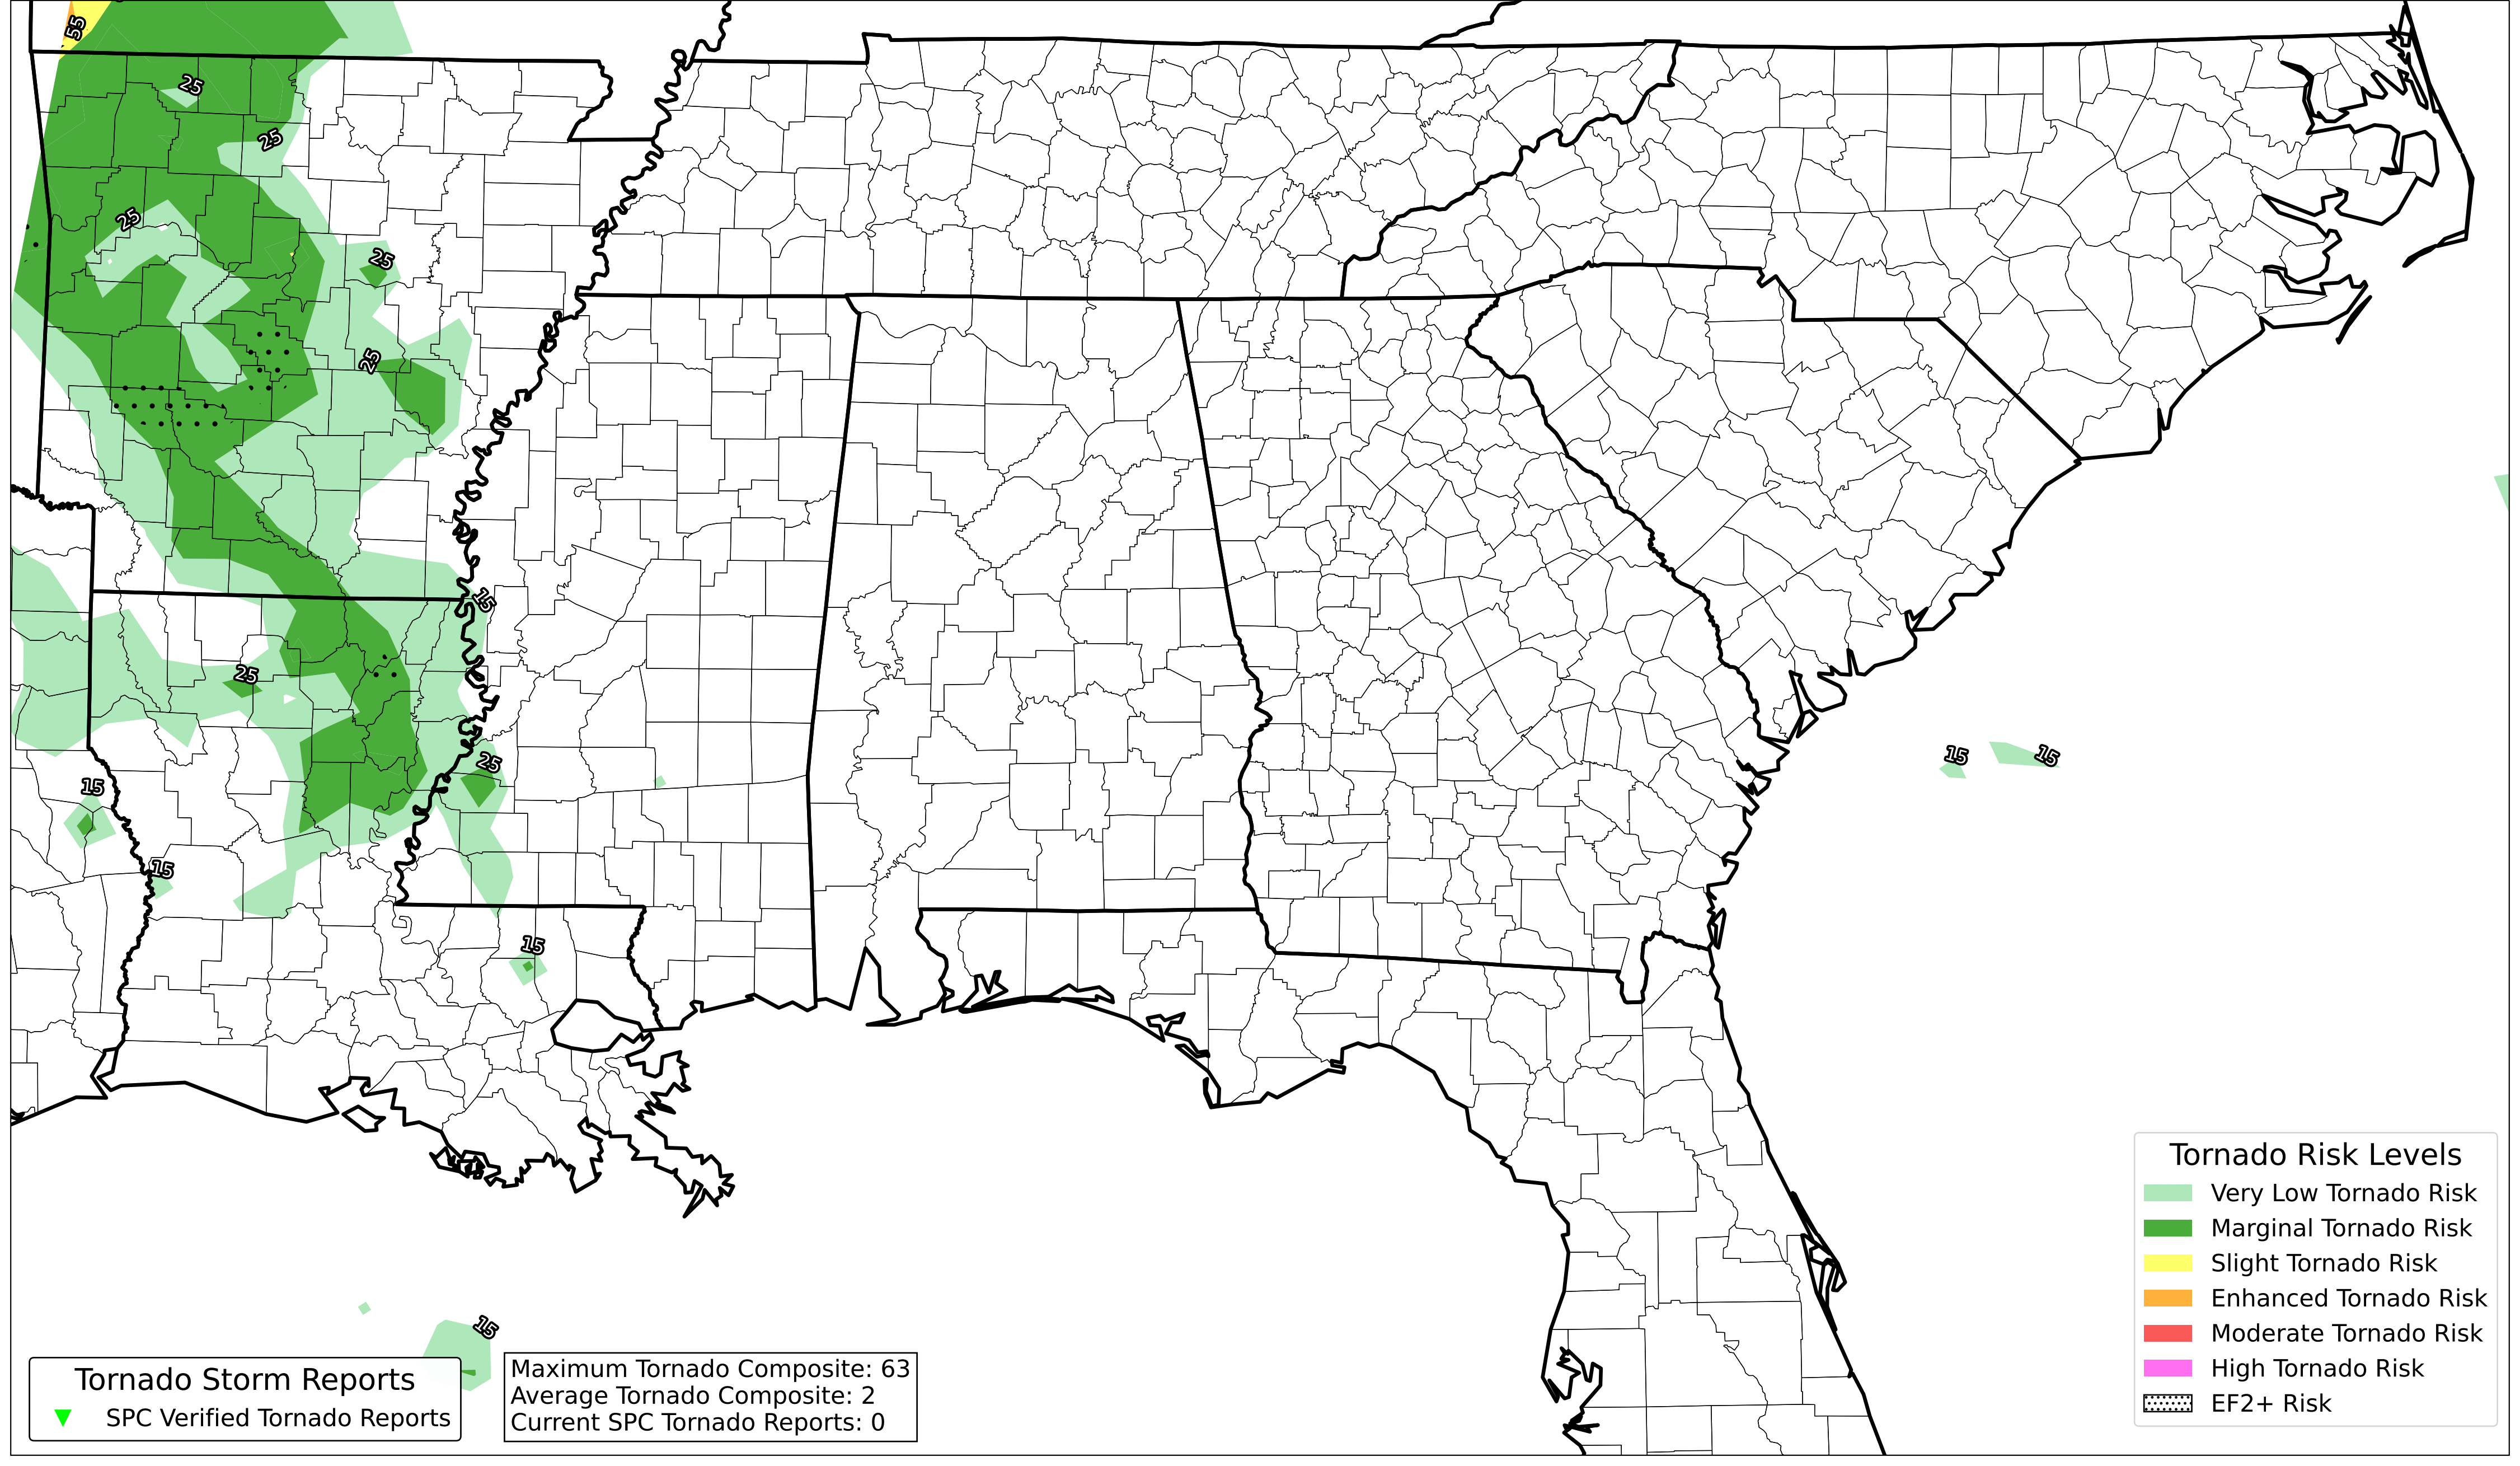 55
25
25
25
25
25
15
25
25
15
15
15
15
15
15
Tornado Risk Levels
Very Low Tornado Risk
Marginal Tornado Risk
Slight Tornado Risk
Enhanced Tornado Risk
Moderate Tornado Risk
High Tornado Risk
EF2+ Risk
Tornado Storm Reports
SPC Verified Tornado Reports
Maximum Tornado Composite: 63
Average Tornado Composite: 2
Current SPC Tornado Reports: 0